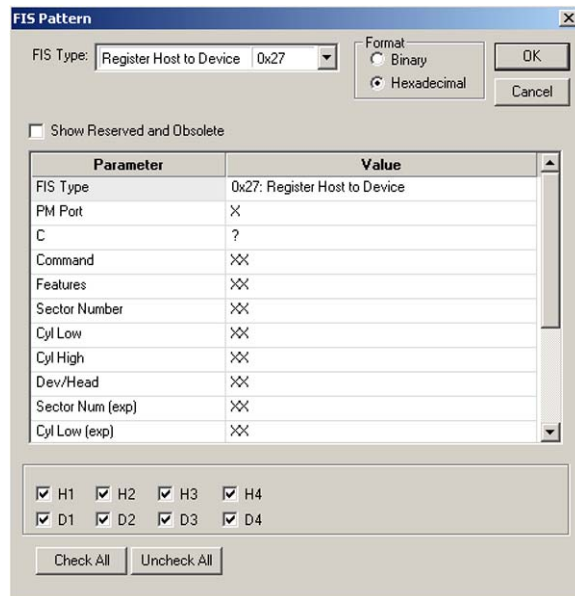 FIS Pattern
FIS Type: Register Host to Device 0x27
Format
Binary
Hexadecimal
OK
Cancel
Show Reserved and Obsolete
Parameter Value
FIS Type 0x27: Register Host to Device
PM Port X
C ?
Command XX
Features XX
Sector Number XX
Cyl Low XX
Cyl High XX
Dev/Head XX
Sector Num (exp) XX
Cyl Low (exp) XX
H1 H2 H3 H4
D1 D2 D3 D4
Check All Uncheck All